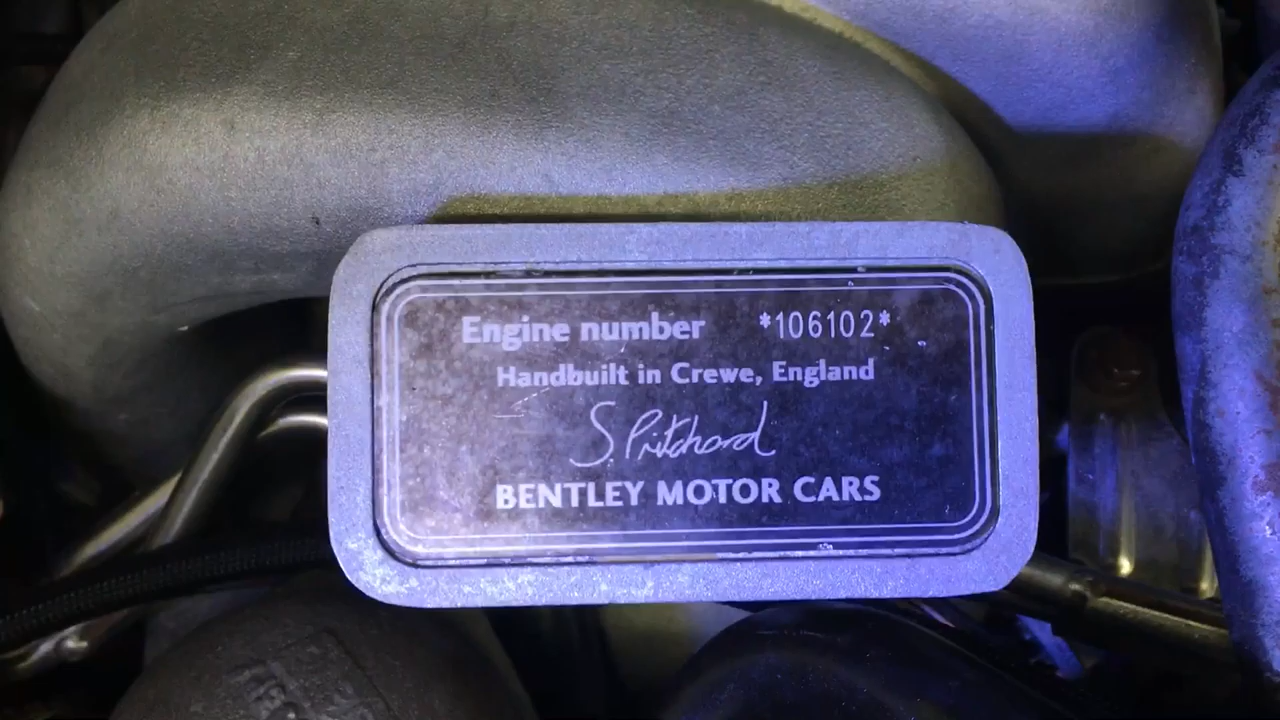 Engine number *106102*
Handbuilt in Crewe, England
S Pritchard
BENTLEY MOTOR CARS